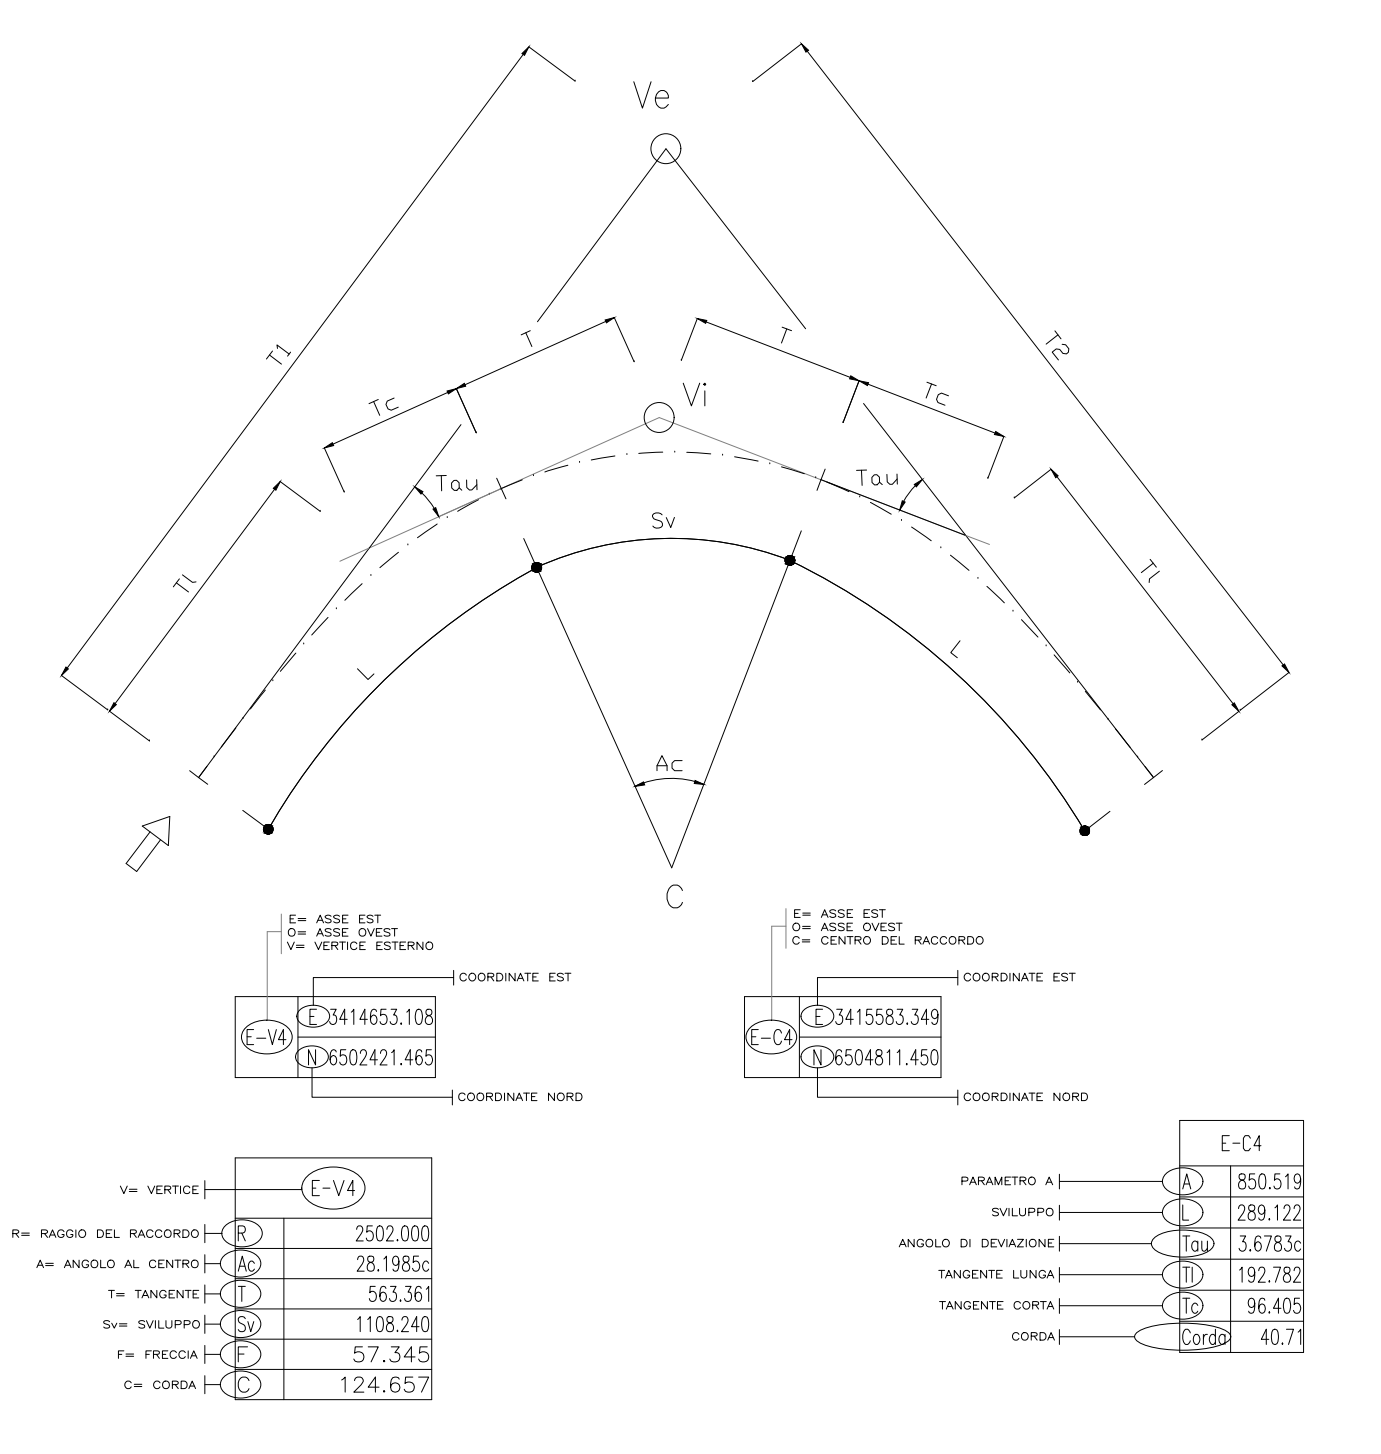 Ve
T1
T2
T
T
Tc
Vi
Tc
Tau
Tau
Sv
Tl
Tl
L
L
Ac
C
E= ASSE EST
O= ASSE OVEST
V= VERTICE ESTERNO
COORDINATE EST
E-V4
E 3414653.108
N 6502421.465
COORDINATE NORD
E= ASSE EST
O= ASSE OVEST
C= CENTRO DEL RACCORDO
COORDINATE EST
E-C4
E 3415583.349
N 6504811.450
COORDINATE NORD
V= VERTICE E-V4
R= RAGGIO DEL RACCORDO R 2502.000
A= ANGOLO AL CENTRO Ac 28.1985c
T= TANGENTE T 563.361
Sv= SVILUPPO Sv 1108.240
F= FRECCIA F 57.345
C= CORDA C 124.657
E-C4
PARAMETRO A A 850.519
SVILUPPO L 289.122
ANGOLO DI DEVIAZIONE Tau 3.6783c
TANGENTE LUNGA Tl 192.782
TANGENTE CORTA Tc 96.405
CORDA Corda 40.71